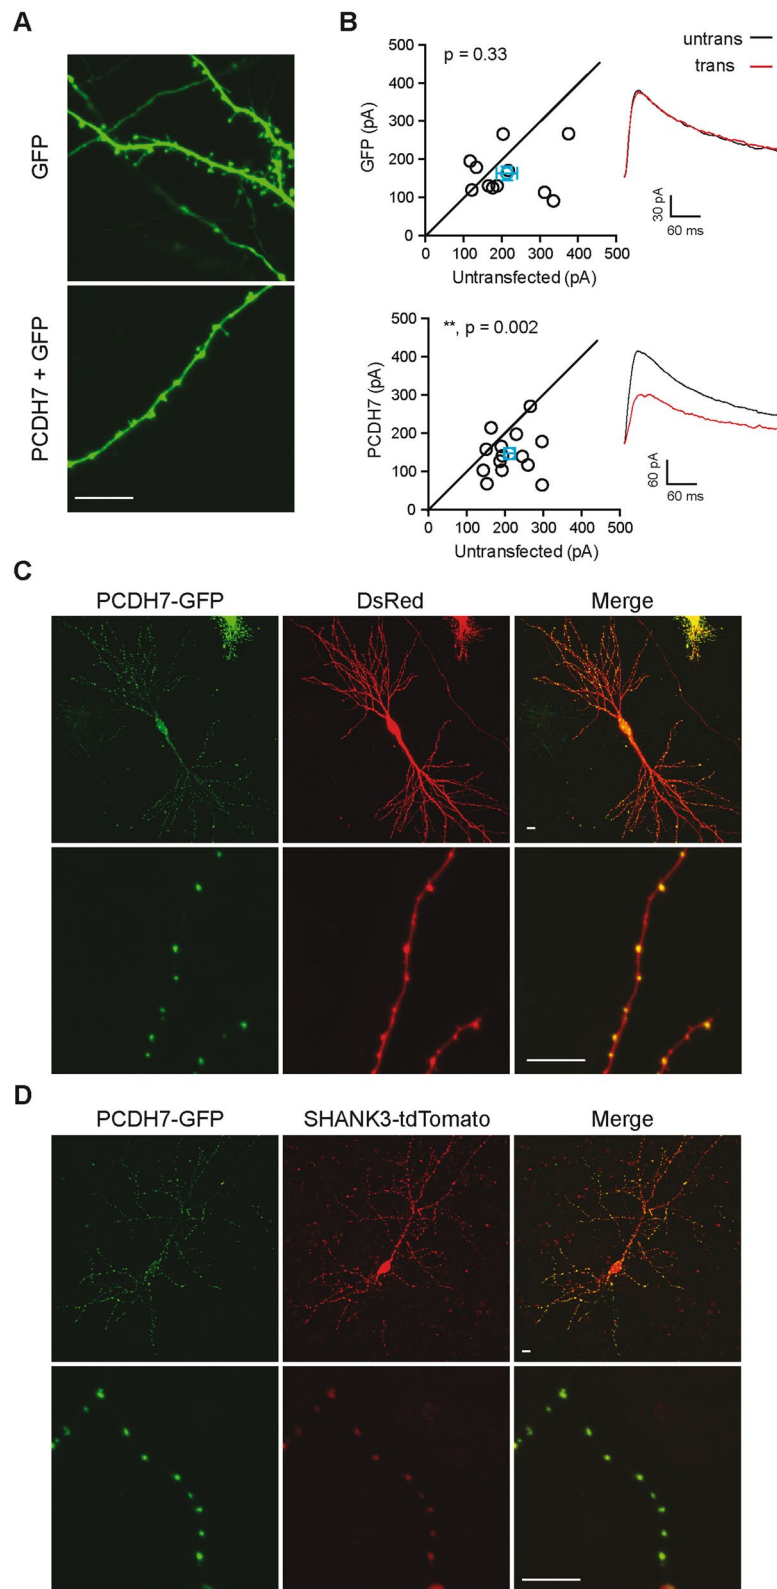 A
B
GFP
PCDH7 + GFP
500
400
300
200
100
0
GFP (pA)
p = 0.33
0 100 200 300 400 500
Untransfected (pA)
untrans
trans
30 pA
60 ms
500
400
300
200
100
0
PCDH7 (pA)
**, p = 0.002
0 100 200 300 400 500
Untransfected (pA)
60 pA
60 ms
C
PCDH7-GFP DsRed Merge
D
PCDH7-GFP SHANK3-tdTomato Merge